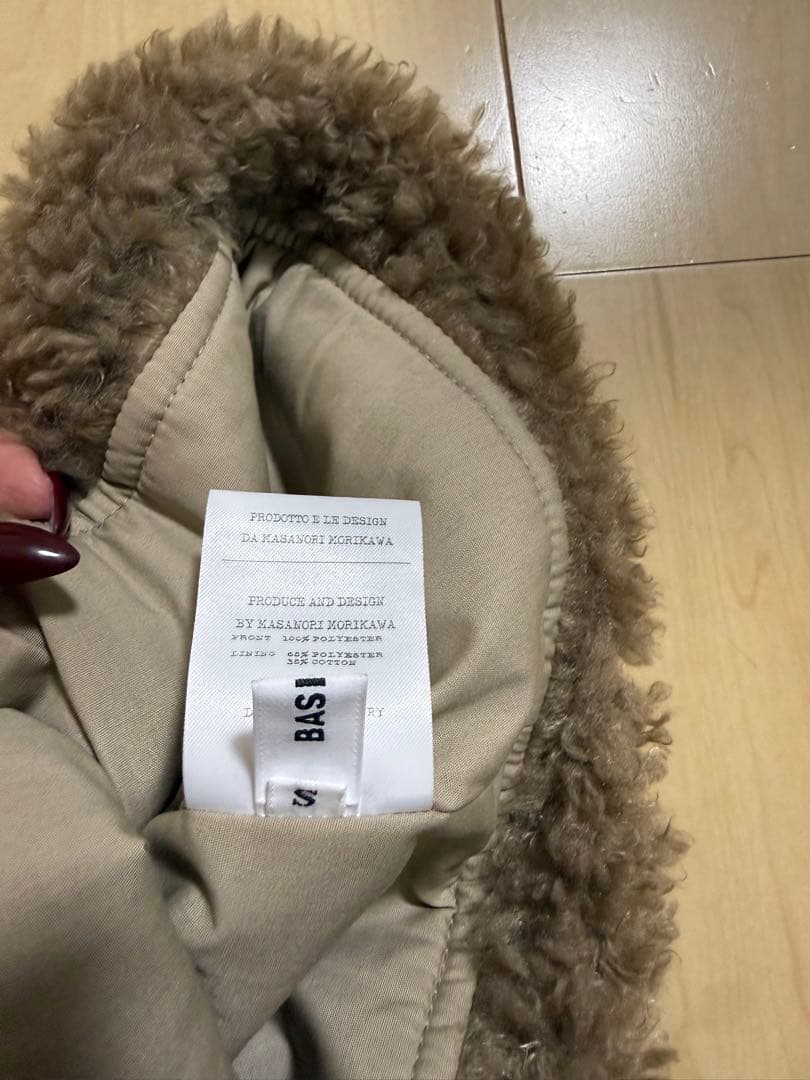 PRODOTTO E LE DESIGN
DA MASANORI MORIKAWA
PRODUCE AND DESIGN
BY MASANORI MORIKAWA
FRONT 100% POLYESTER
LINING 65% POLYESTER
35% COTTON
BASI
S